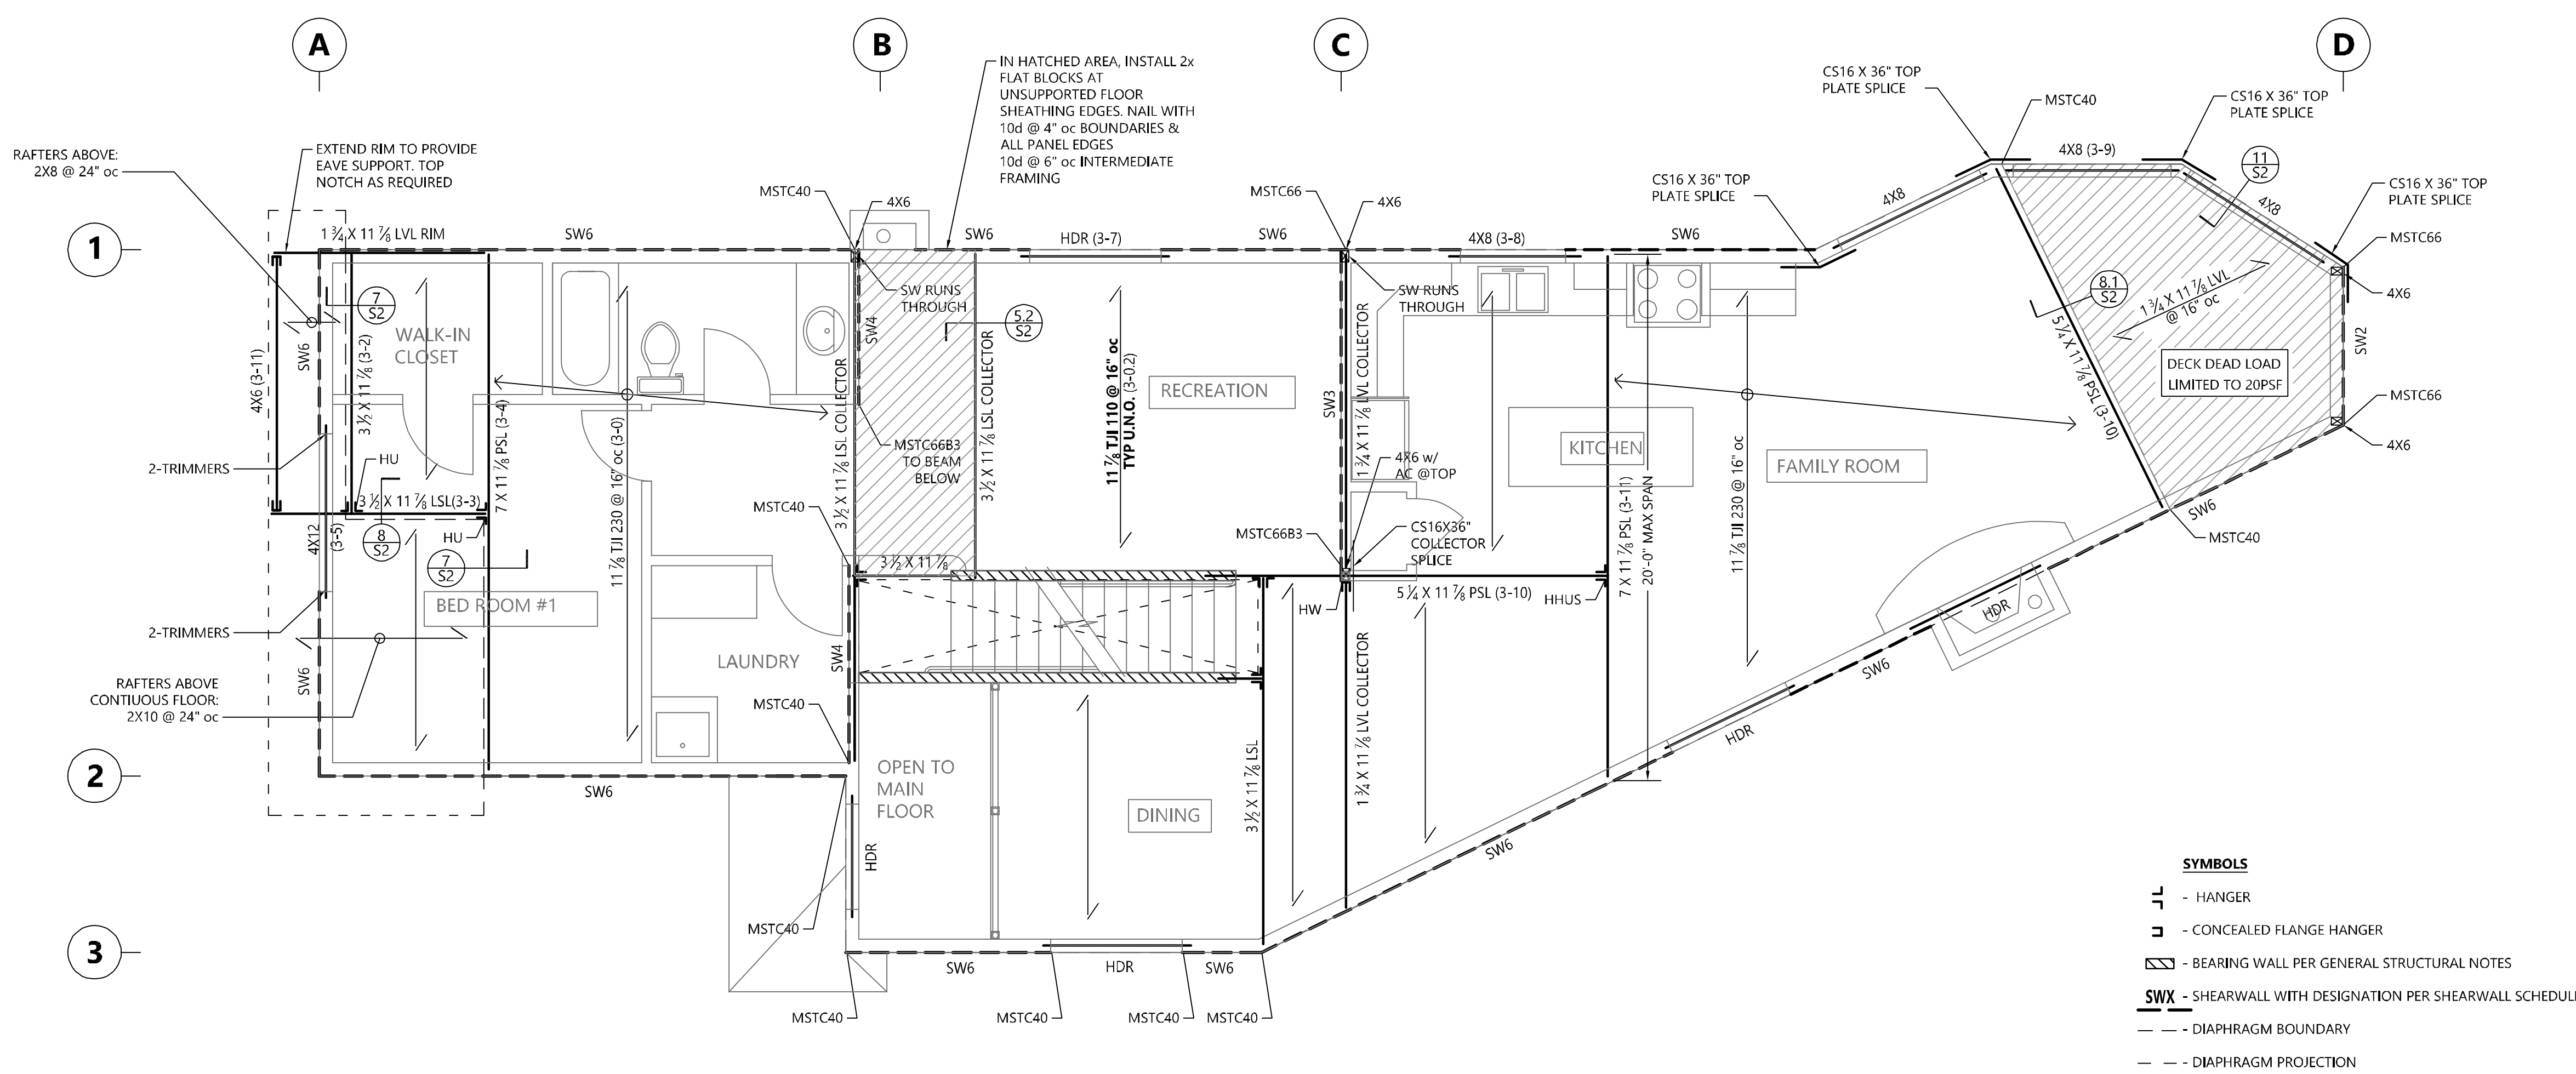 A
B
C
D
1
2
3
IN HATCHED AREA, INSTALL 2x
FLAT BLOCKS AT
UNSUPPORTED FLOOR
SHEATHING EDGES. NAIL WITH
10d @ 4" oc BOUNDARIES &
ALL PANEL EDGES
10d @ 6" oc INTERMEDIATE
FRAMING
CS16 X 36" TOP
PLATE SPLICE
MSTC40
CS16 X 36" TOP
PLATE SPLICE
RAFTERS ABOVE:
2X8 @ 24" oc
EXTEND RIM TO PROVIDE
EAVE SUPPORT. TOP
NOTCH AS REQUIRED
MSTC40
4X6
MSTC66
4X6
CS16 X 36" TOP
PLATE SPLICE
4X8
4X8 (3-9)
11
S2
4X8
CS16 X 36" TOP
PLATE SPLICE
MSTC66
4X6
1 ¾ X 11 ⅞ LVL RIM
SW6
SW6
HDR (3-7)
SW6
4X8 (3-8)
SW6
7
S2
WALK-IN
CLOSET
4X6 (3-11)
SW6
3 ½ X 11 ⅞ (3-2)
SW RUNS
THROUGH
SW4
5.2
S2
SW RUNS
THROUGH
8.1
S2
1 ¾ X 11 ⅞ LVL
@ 16" oc
SW2
DECK DEAD LOAD
LIMITED TO 20PSF
MSTC66
4X6
7 X 11 ⅞ PSL (3-4)
11 ⅞ TJI 230 @ 16" oc (3-0)
3 ½ X 11 ⅞ LSL COLLECTOR
3 ½ X 11 ⅞ LSL COLLECTOR
11 ⅞ TJI 10 @ 16" oc
TYP U.N.O. (3-0.2)
RECREATION
SW3
1 ¾ X 11 ⅞ LVL COLLECTOR
KITCHEN
FAMILY ROOM
5 ¼ X 11 ⅞ PSL (3-10)
MSTC66B3
TO BEAM
BELOW
4X6 w/
AC @TOP
2-TRIMMERS
HU
3 ½ X 11 ⅞ LSL(3-3)
4X12
(3-5)
8
S2
HU
7
S2
MSTC40
MSTC66B3
CS16X36"
COLLECTOR
SPLICE
7 X 11 ⅞ PSL (3-11)
20'-0" MAX SPAN
11 ⅞ TJI 230 @ 16" oc
SW6
MSTC40
3 ½ X 11 ⅞
BED ROOM #1
HW
5 ¼ X 11 ⅞ PSL (3-10)
HHUS
HDR
2-TRIMMERS
LAUNDRY
SW4
SW6
SW6
RAFTERS ABOVE
CONTIUOUS FLOOR:
2X10 @ 24" oc
MSTC40
1 ¾ X 11 ⅞ LVL COLLECTOR
HDR
OPEN TO
MAIN
FLOOR
DINING
3 ½ X 11 ⅞ LSL
SW6
HDR
SW6
MSTC40
SW6
HDR
SW6
MSTC40
MSTC40
MSTC40
MSTC40
SYMBOLS
- HANGER
- CONCEALED FLANGE HANGER
- BEARING WALL PER GENERAL STRUCTURAL NOTES
SWX - SHEARWALL WITH DESIGNATION PER SHEARWALL SCHEDUL
- DIAPHRAGM BOUNDARY
- DIAPHRAGM PROJECTION